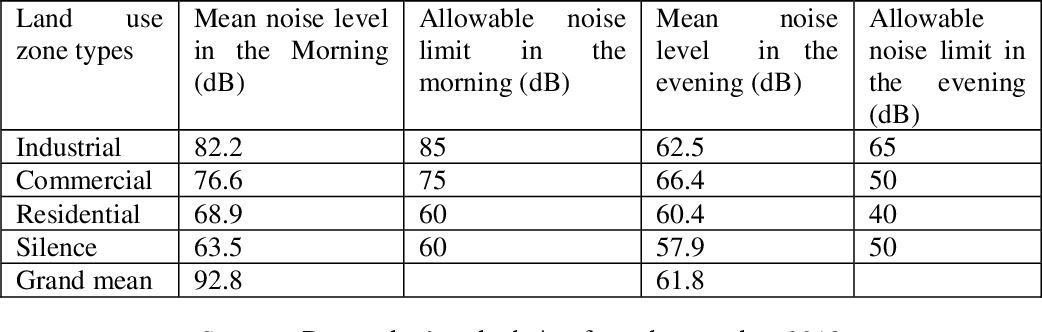 Land use zone types | Mean noise level in the Morning (dB) | Allowable noise limit in the morning (dB) | Mean noise level in the evening (dB) | Allowable noise limit in the evening (dB)
Industrial | 82.2 | 85 | 62.5 | 65
Commercial | 76.6 | 75 | 66.4 | 50
Residential | 68.9 | 60 | 60.4 | 40
Silence | 63.5 | 60 | 57.9 | 50
Grand mean | 92.8 | | 61.8 |